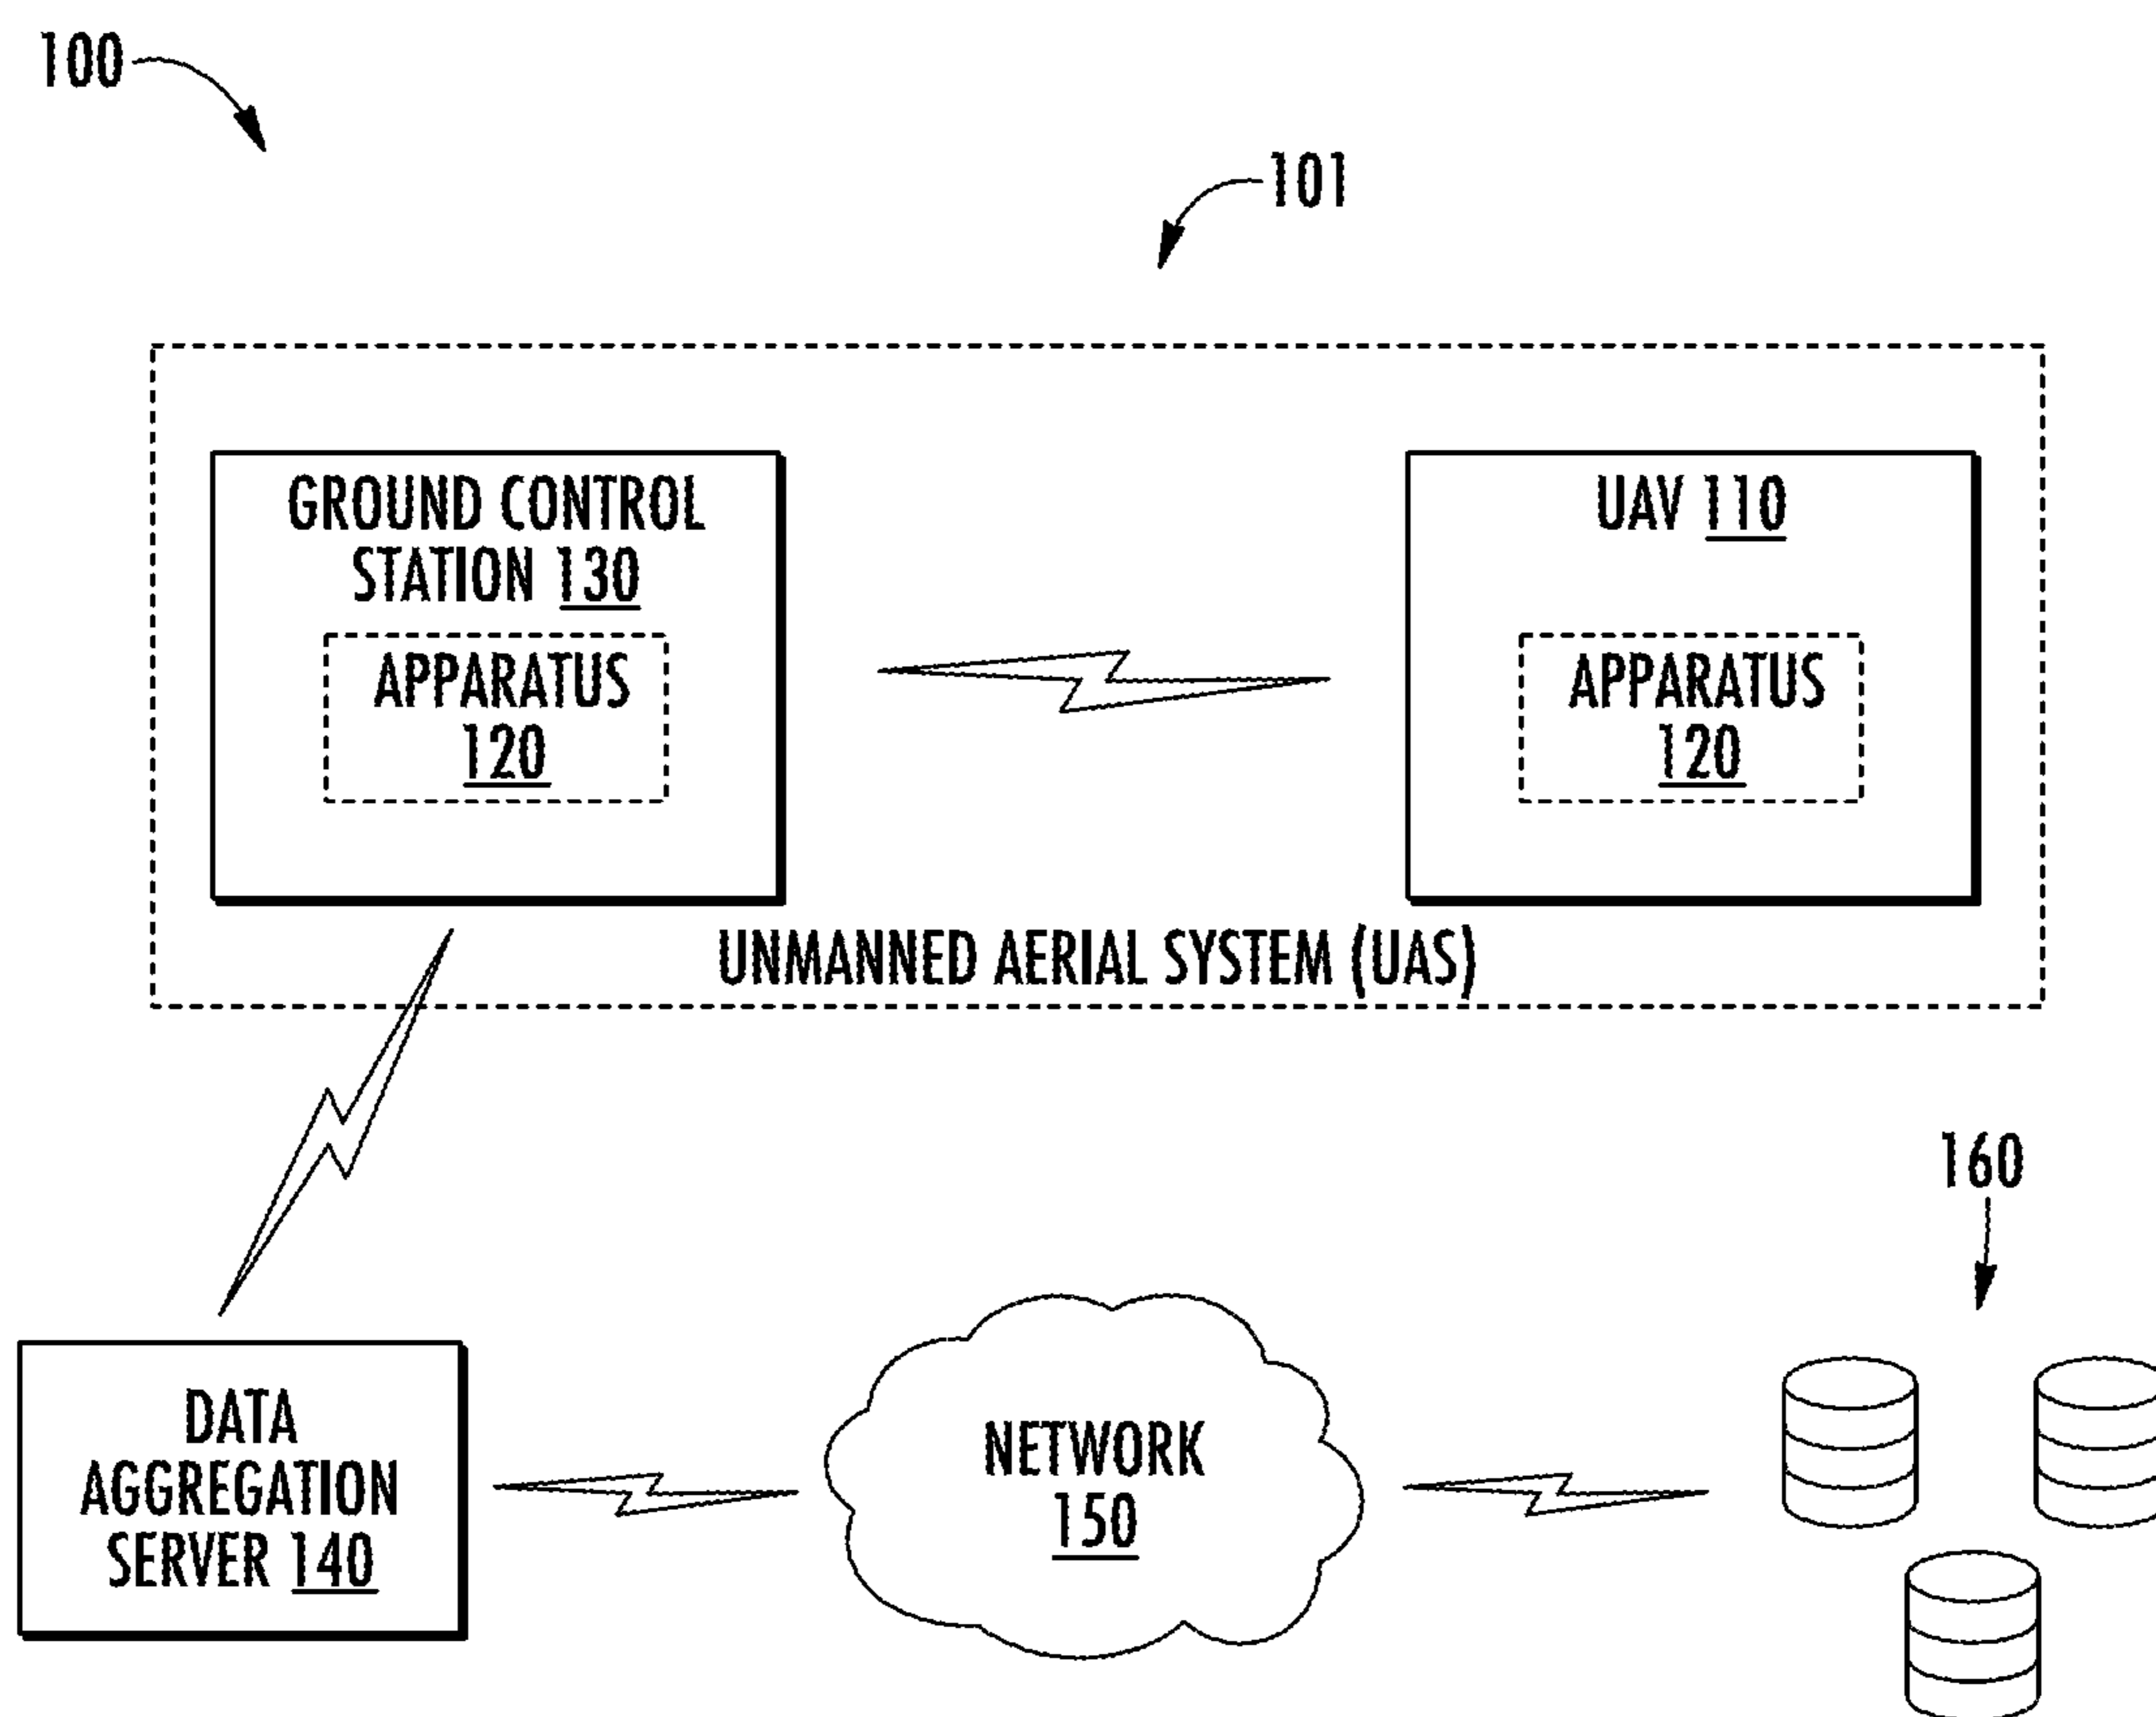 100
101
GROUND CONTROL
STATION 130
APPARATUS
120
UAV 110
APPARATUS
120
UNMANNED AERIAL SYSTEM (UAS)
160
DATA
AGGREGATION
SERVER 140
NETWORK
150